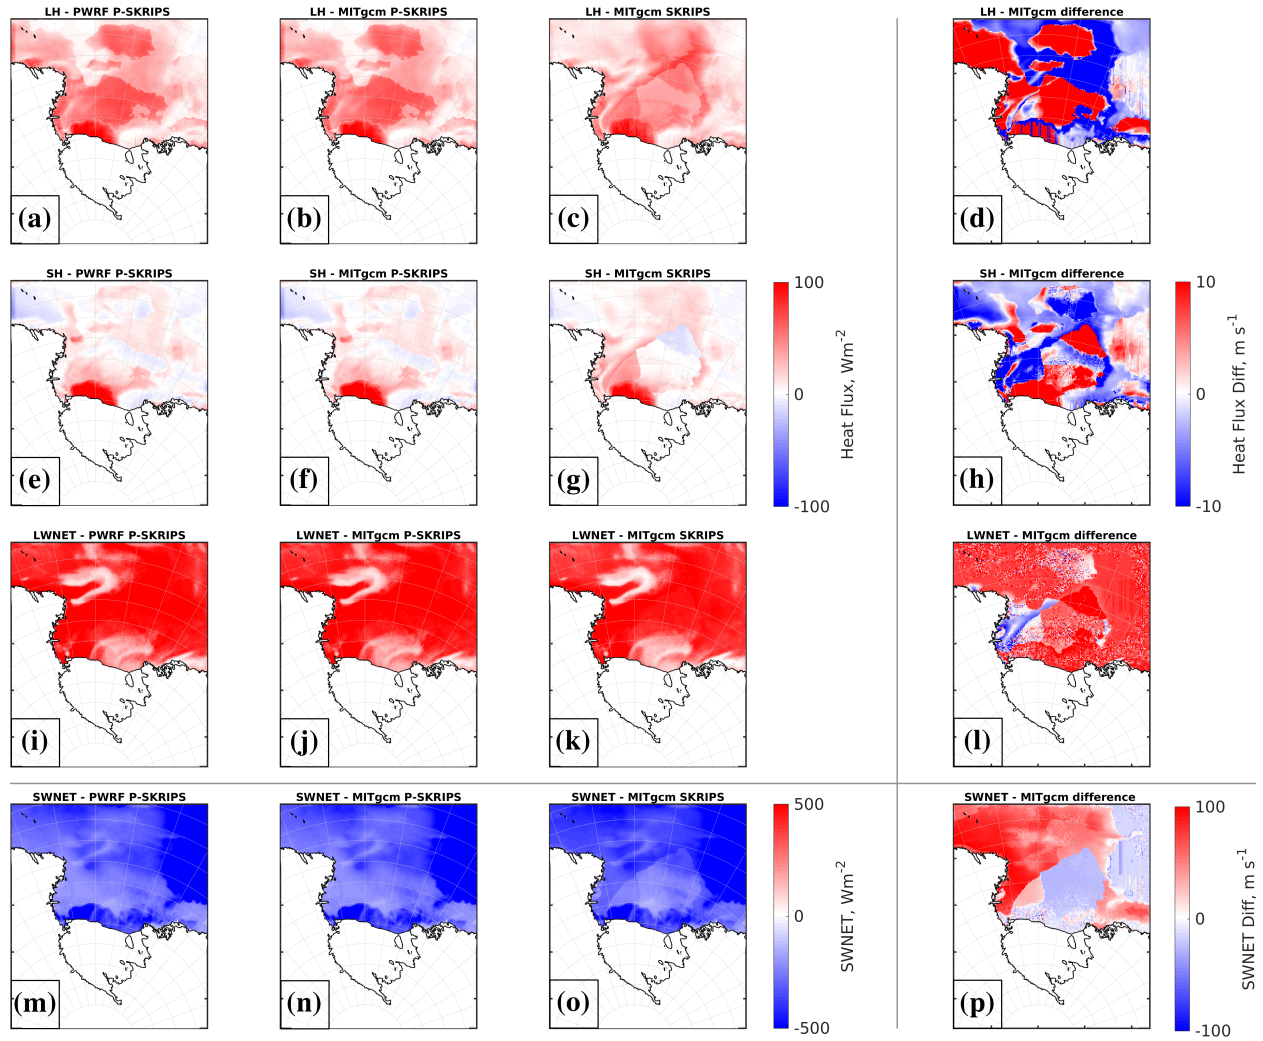 LH - PWRF P-SKRIPS
LH - MITgcm P-SKRIPS
LH - MITgcm SKRIPS
LH - MITgcm difference
(a)
(b)
(c)
(d)
SH - PWRF P-SKRIPS
SH - MITgcm P-SKRIPS
SH - MITgcm SKRIPS
SH - MITgcm difference
100
0
-100
Heat Flux, Wm-2
10
0
-10
Heat Flux Diff, m s-1
(e)
(f)
(g)
(h)
LWNET - PWRF P-SKRIPS
LWNET - MITgcm P-SKRIPS
LWNET - MITgcm SKRIPS
LWNET - MITgcm difference
(i)
(j)
(k)
(l)
SWNET - PWRF P-SKRIPS
SWNET - MITgcm P-SKRIPS
SWNET - MITgcm SKRIPS
SWNET - MITgcm difference
500
0
-500
SWNET, Wm-2
100
0
-100
SWNET Diff, m s-1
(m)
(n)
(o)
(p)